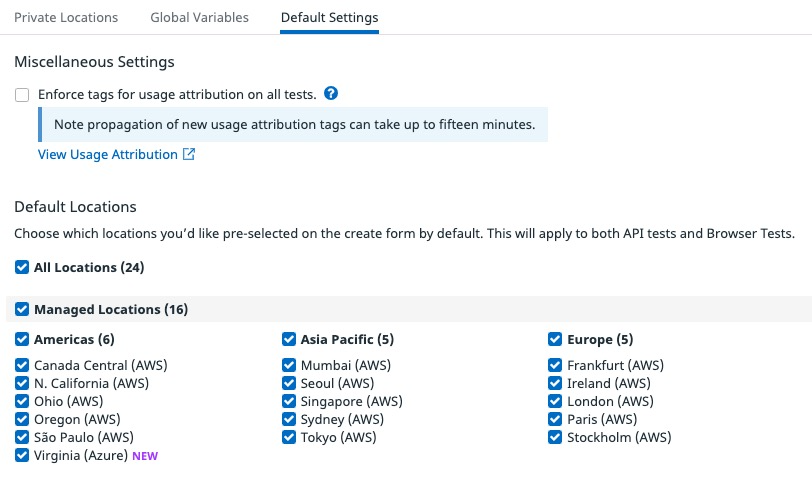 Private Locations Global Variables Default Settings
Miscellaneous Settings
Enforce tags for usage attribution on all tests. ?
Note propagation of new usage attribution tags can take up to fifteen minutes.
View Usage Attribution
Default Locations
Choose which locations you'd like pre-selected on the create form by default. This will apply to both API tests and Browser Tests.
All Locations (24)
Managed Locations (16)
Americas (6)
Canada Central (AWS)
N. California (AWS)
Ohio (AWS)
Oregon (AWS)
São Paulo (AWS)
Virginia (Azure) NEW
Asia Pacific (5)
Mumbai (AWS)
Seoul (AWS)
Singapore (AWS)
Sydney (AWS)
Tokyo (AWS)
Europe (5)
Frankfurt (AWS)
Ireland (AWS)
London (AWS)
Paris (AWS)
Stockholm (AWS)